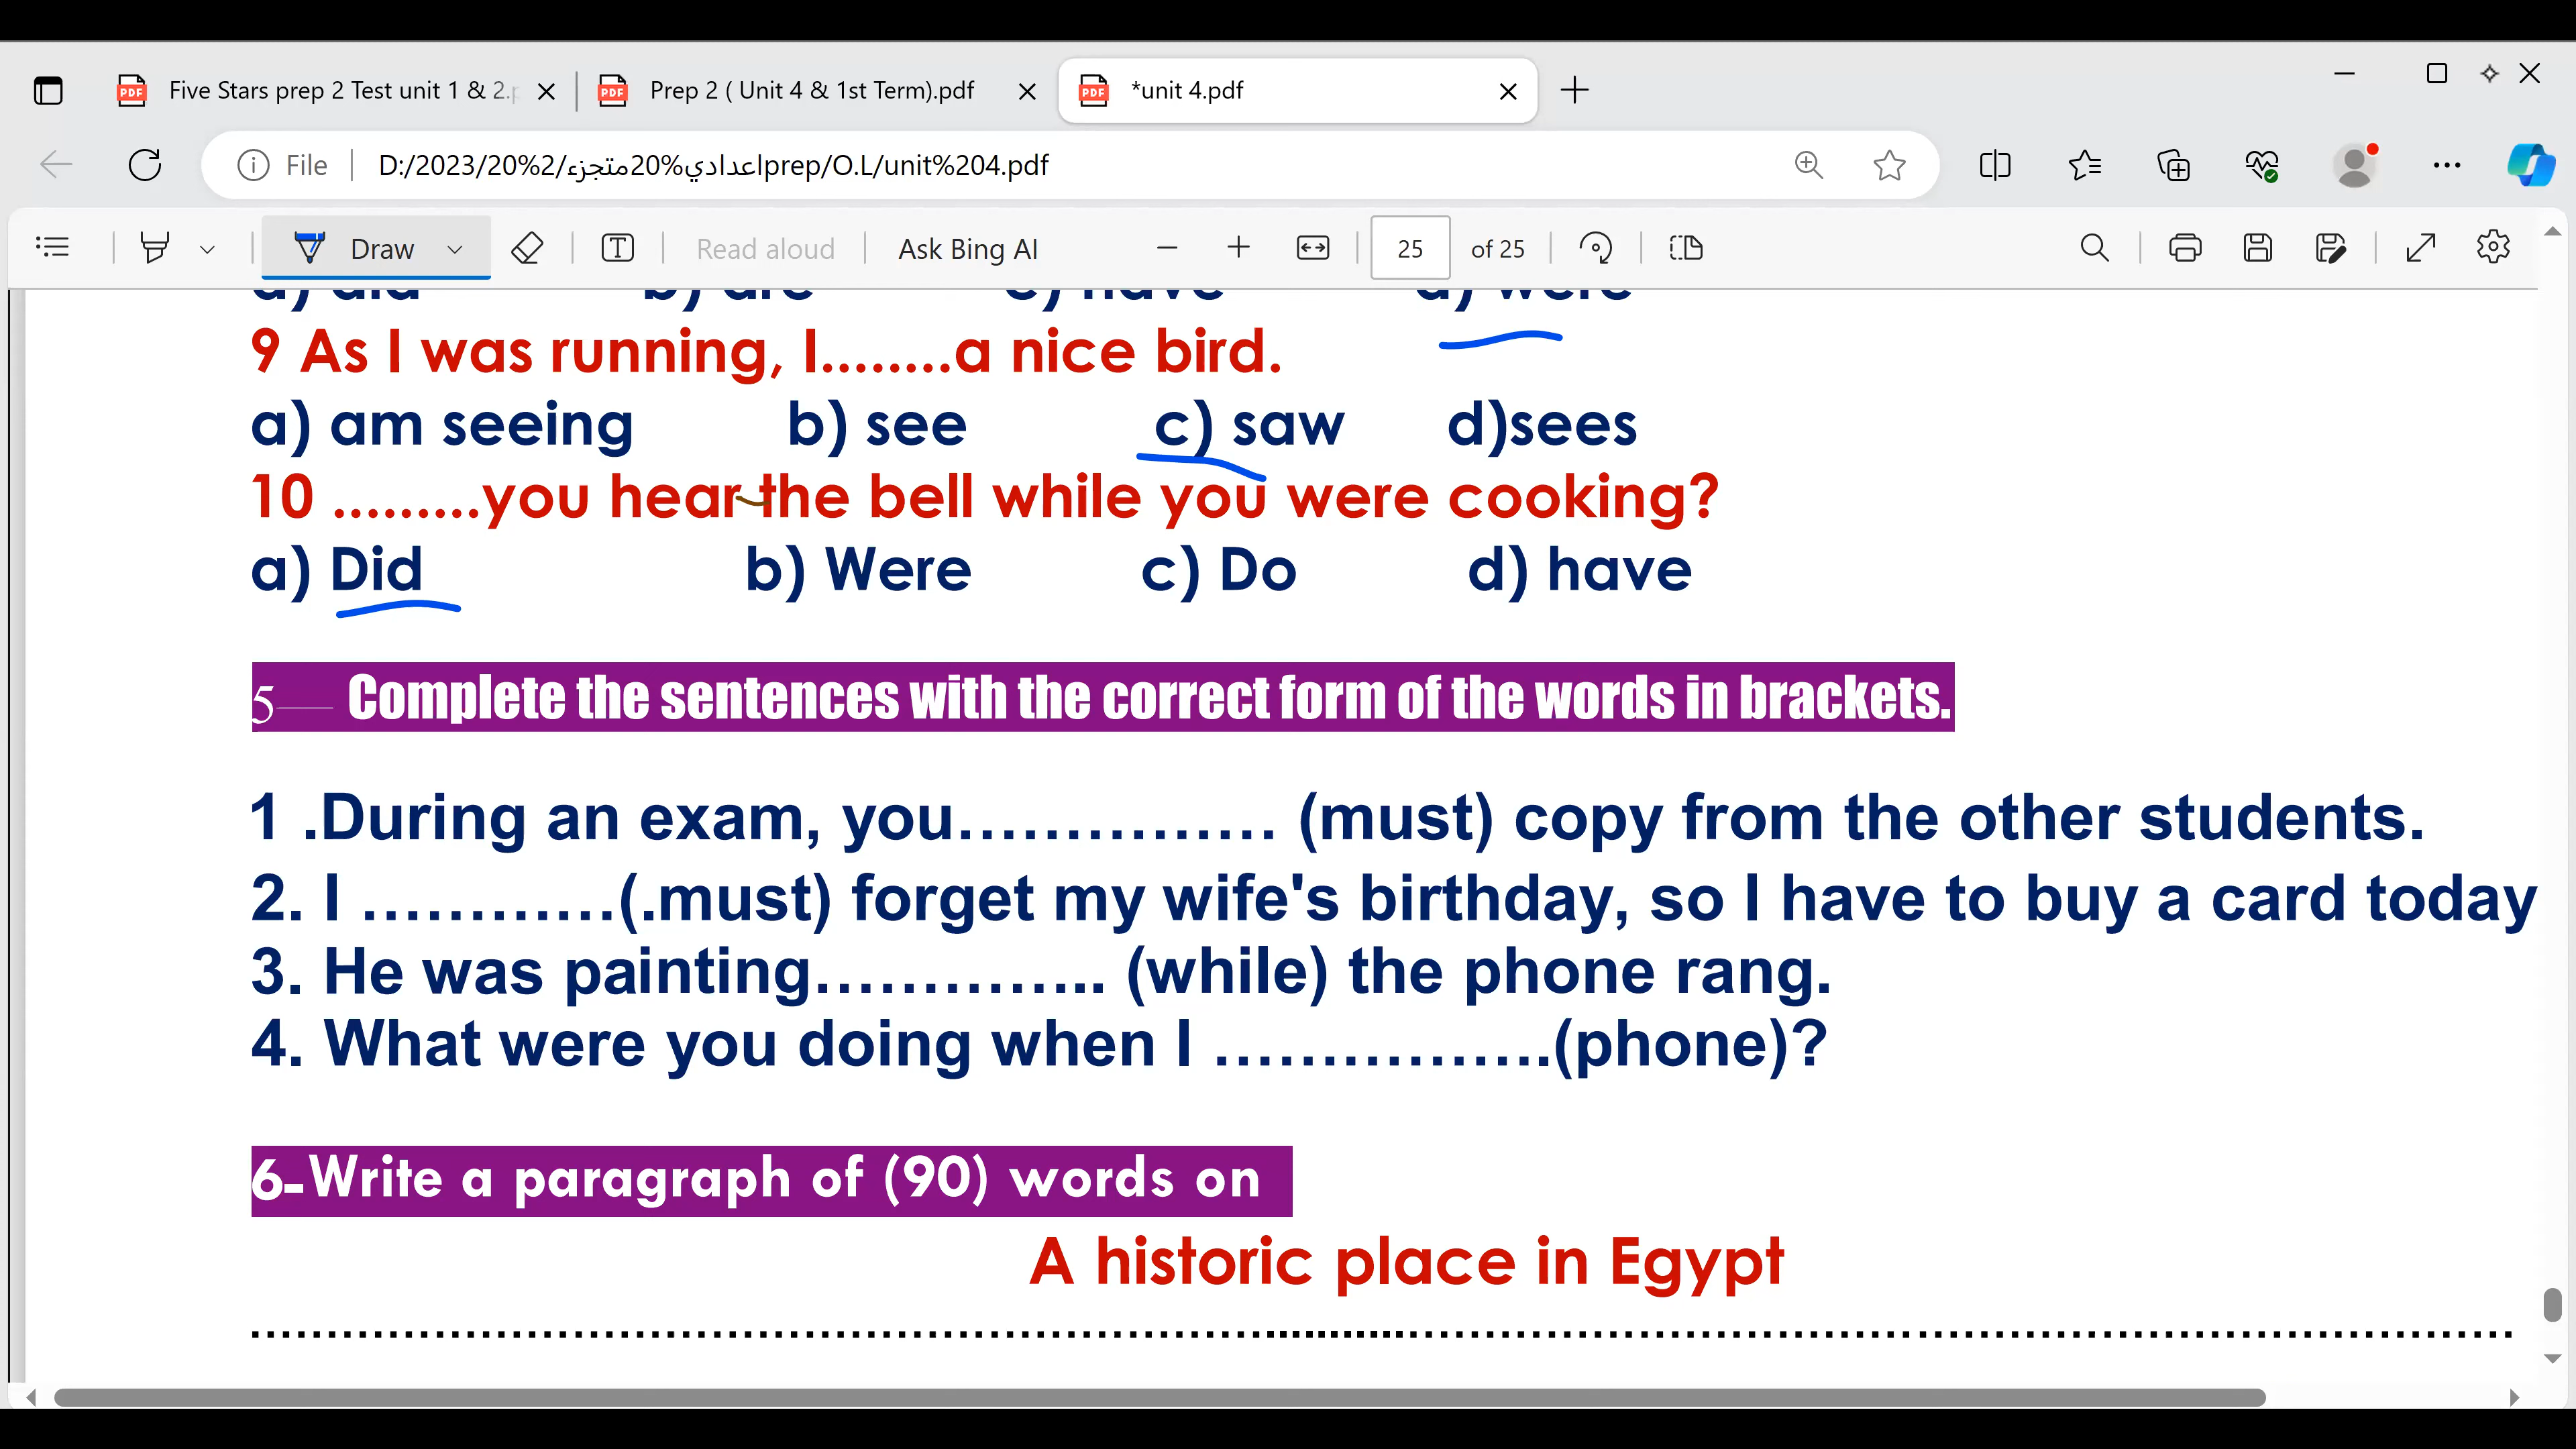 Five Stars prep 2 Test unit 1 & 2.p
Prep 2 ( Unit 4 & 1st Term).pdf
*unit 4.pdf
File
D:/2023/20%2/اعدادي%20متجزء/prep/O.L/unit%204.pdf
Draw
Read aloud
Ask Bing AI
25 of 25
a) did b) are c) have d) were
9 As I was running, I........a nice bird.
a) am seeing b) see c) saw d)sees
10 .........you hear the bell while you were cooking?
a) Did b) Were c) Do d) have
5— Complete the sentences with the correct form of the words in brackets.
1 .During an exam, you…………… (must) copy from the other students.
2. I …………(.must) forget my wife's birthday, so I have to buy a card today
3. He was painting………….. (while) the phone rang.
4. What were you doing when I …………….(phone)?
6-Write a paragraph of (90) words on
A historic place in Egypt